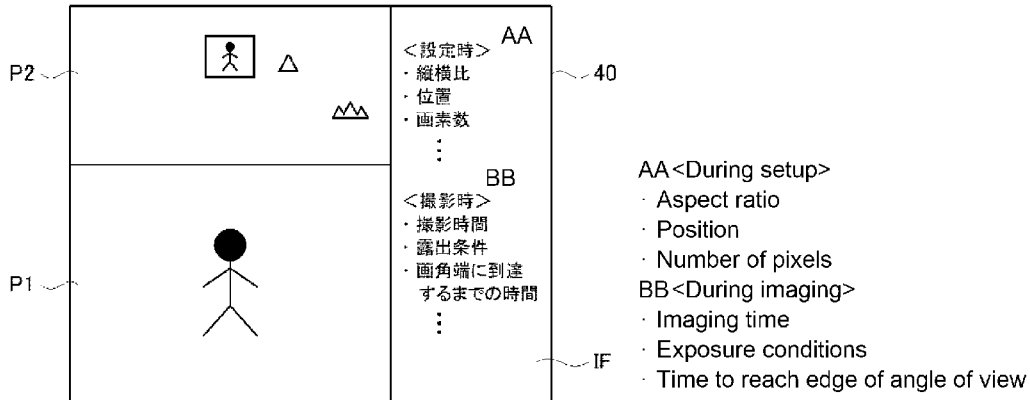 P2
P1
AA
<設定時>
・縦横比
・位置
・画素数
BB
<撮影時>
・撮影時間
・露出条件
・画角端に到達
するまでの時間
40
IF
AA<During setup>
· Aspect ratio
· Position
· Number of pixels
BB<During imaging>
· Imaging time
· Exposure conditions
· Time to reach edge of angle of view